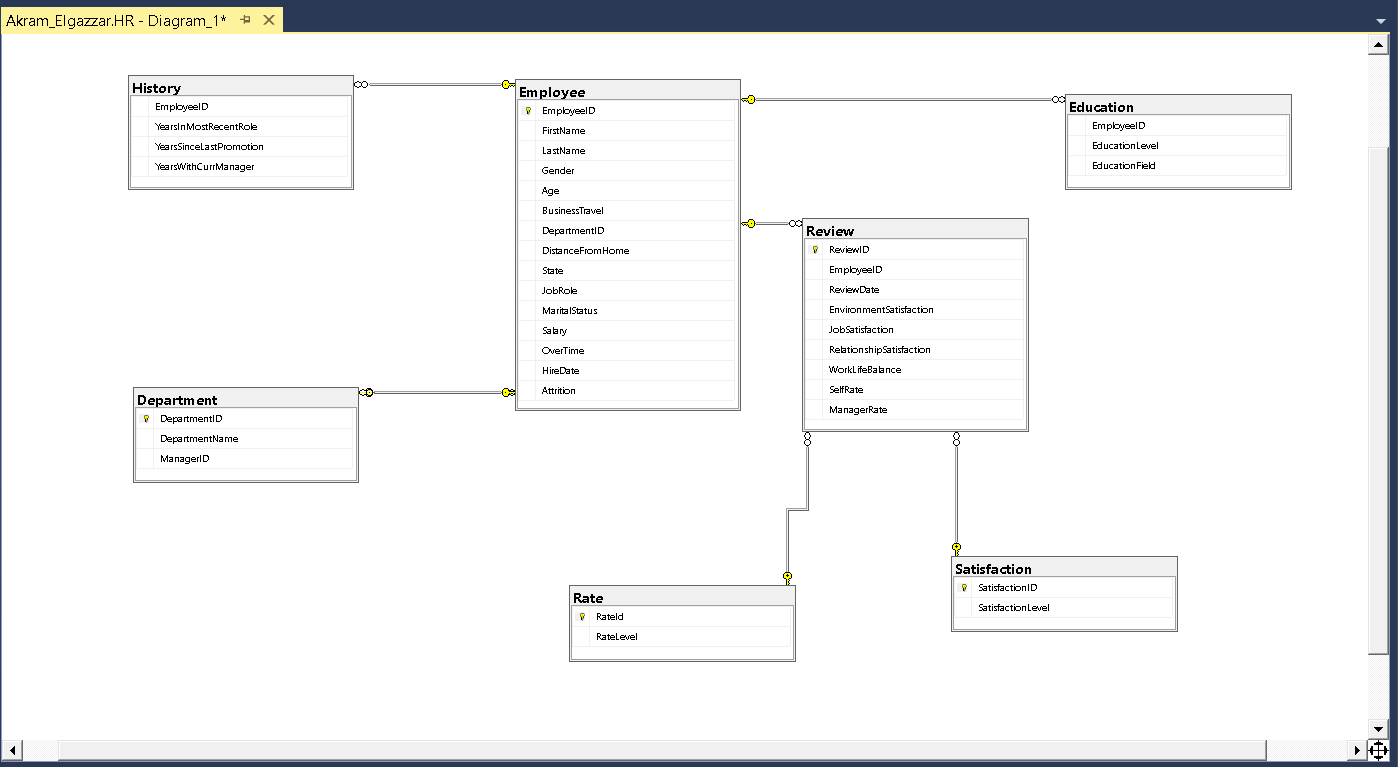 Akram_Elgazzar.HR - Diagram_1*
History
EmployeeID
YearsInMostRecentRole
YearsSinceLastPromotion
YearsWithCurrManager
Employee
EmployeeID
FirstName
LastName
Gender
Age
BusinessTravel
DepartmentID
DistanceFromHome
State
JobRole
MaritalStatus
Salary
OverTime
HireDate
Attrition
Education
EmployeeID
EducationLevel
EducationField
Review
ReviewID
EmployeeID
ReviewDate
EnvironmentSatisfaction
JobSatisfaction
RelationshipSatisfaction
WorkLifeBalance
SelfRate
ManagerRate
Department
DepartmentID
DepartmentName
ManagerID
Rate
RateId
RateLevel
Satisfaction
SatisfactionID
SatisfactionLevel